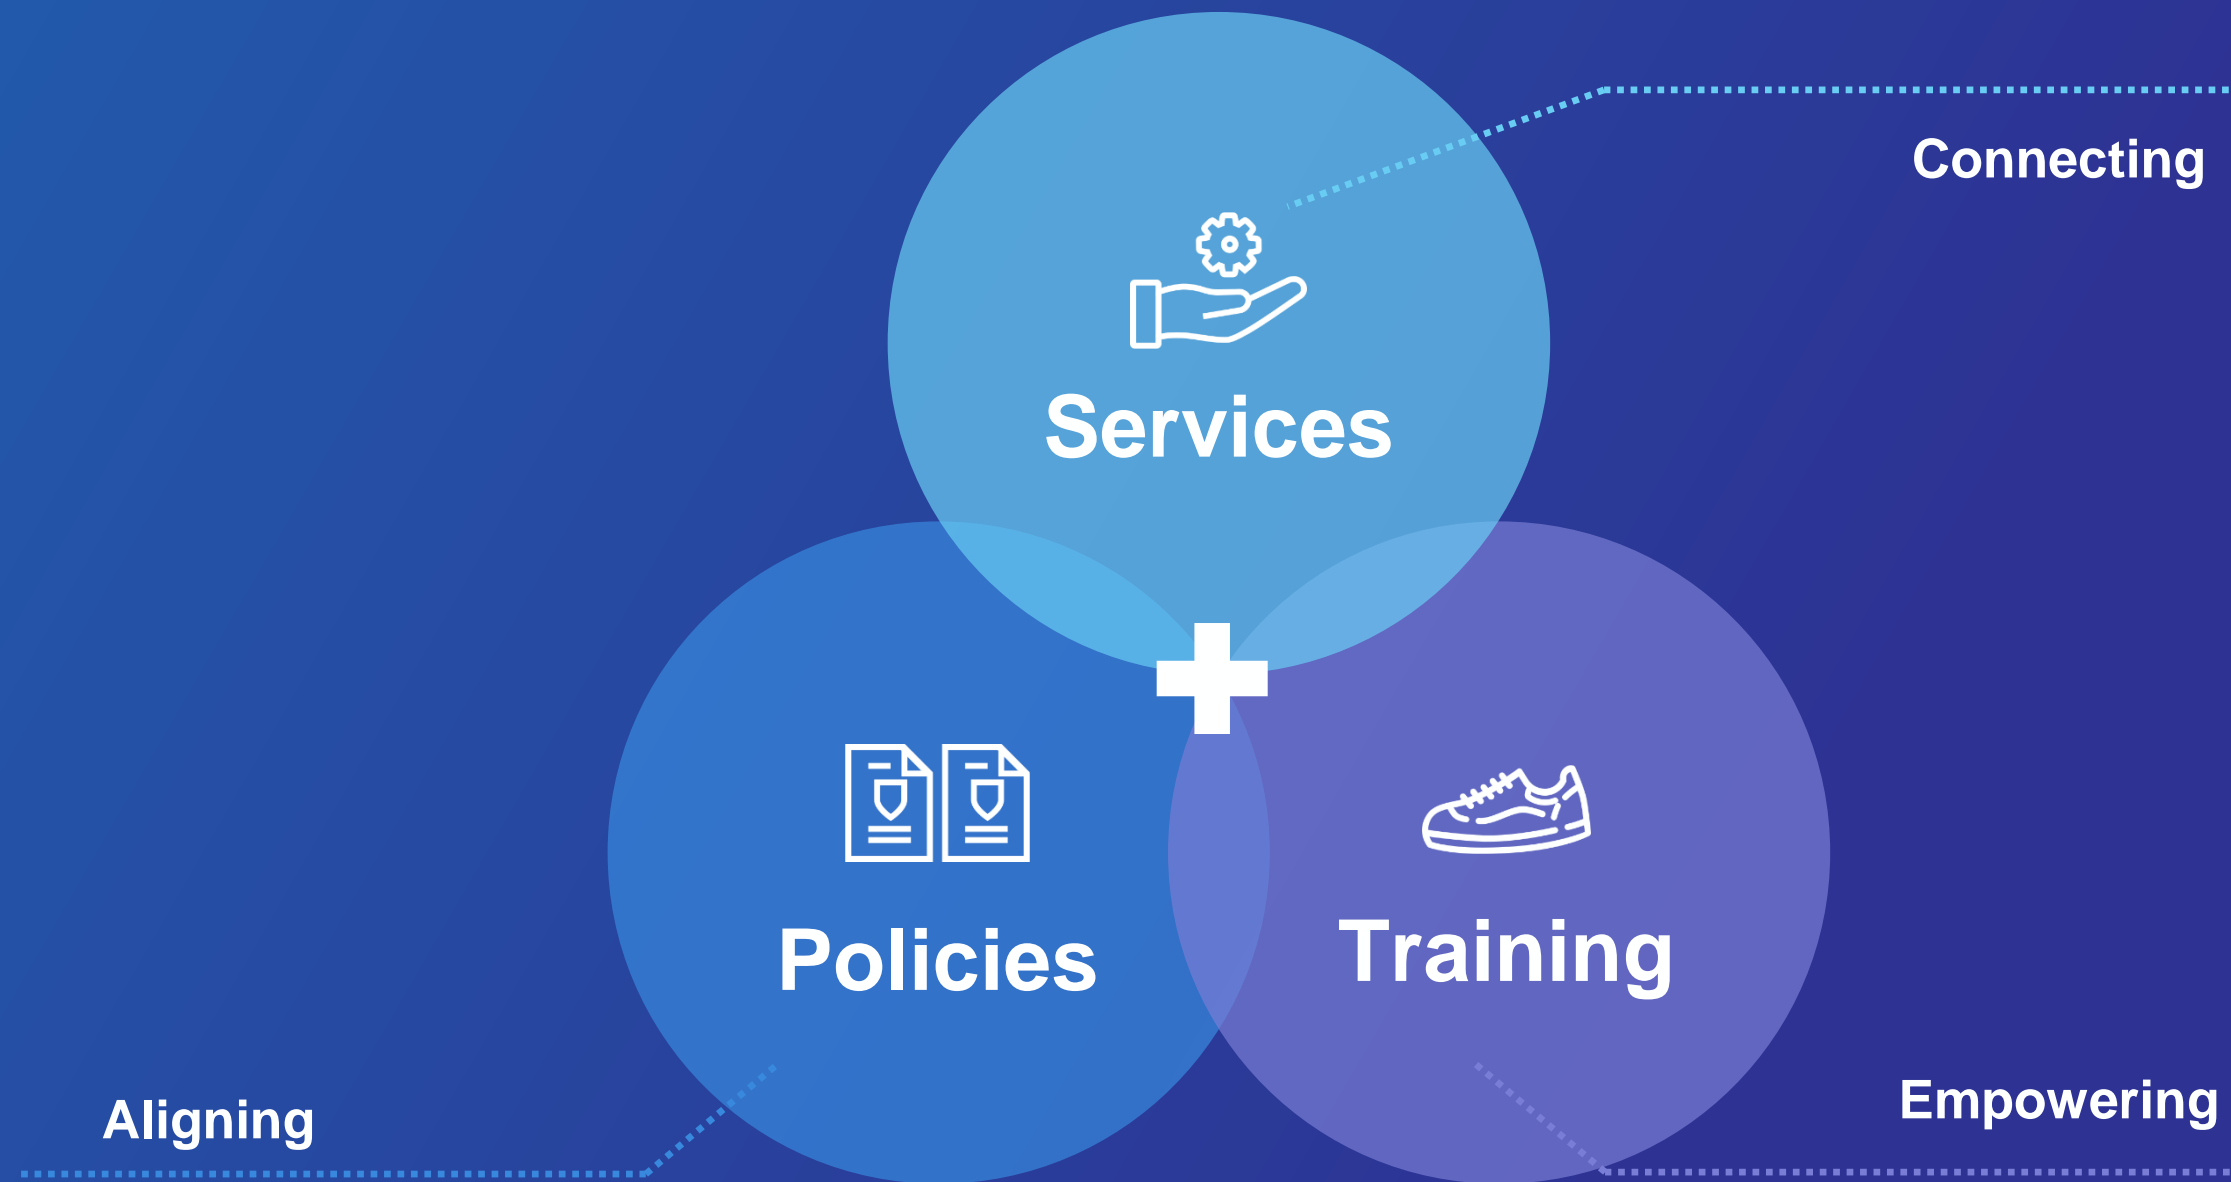 Connecting
Services
Policies
Training
Aligning
Empowering